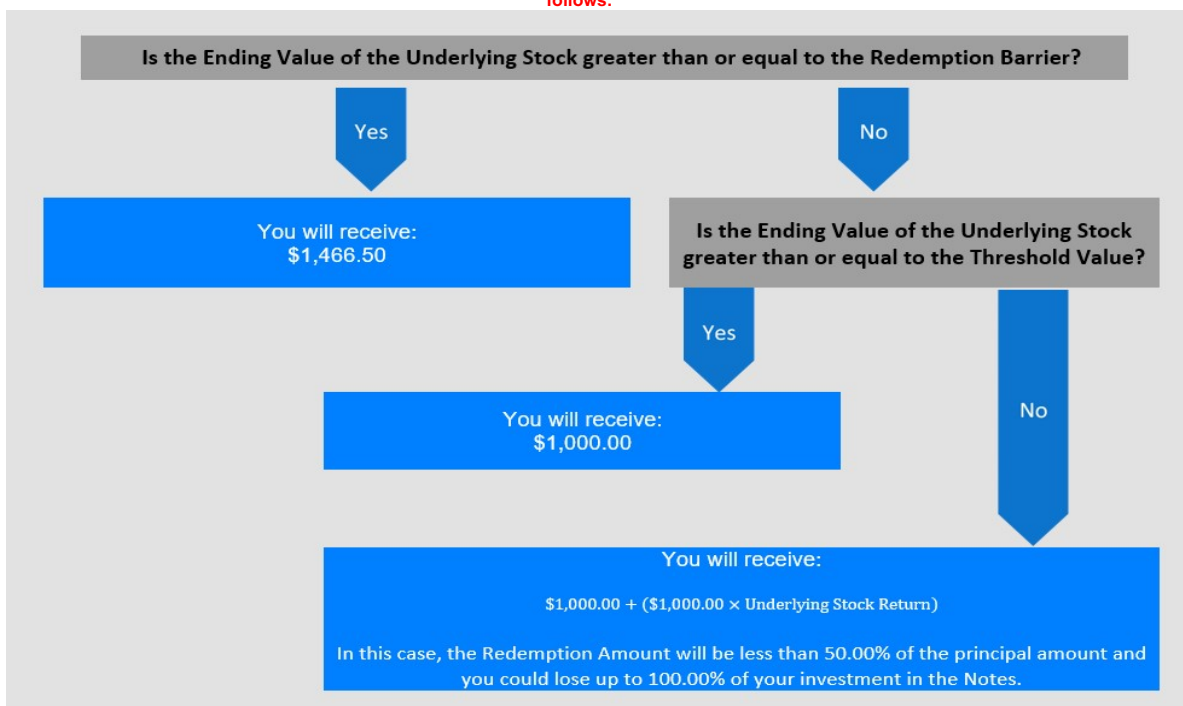 follows:
Is the Ending Value of the Underlying Stock greater than or equal to the Redemption Barrier?
Yes
No
You will receive:
$1,466.50
Is the Ending Value of the Underlying Stock
greater than or equal to the Threshold Value?
Yes
No
You will receive:
$1,000.00
You will receive:
$1,000.00 + ($1,000.00 × Underlying Stock Return)
In this case, the Redemption Amount will be less than 50.00% of the principal amount and
you could lose up to 100.00% of your investment in the Notes.